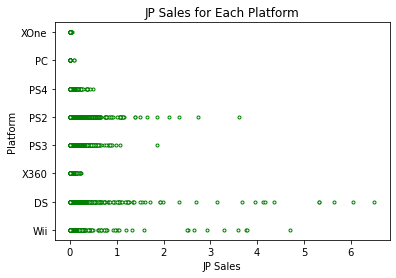 JP Sales for Each Platform
XOne
PC
PS4
PS2
PS3
X360
DS
Wii
Platform
0 1 2 3 4 5 6
JP Sales